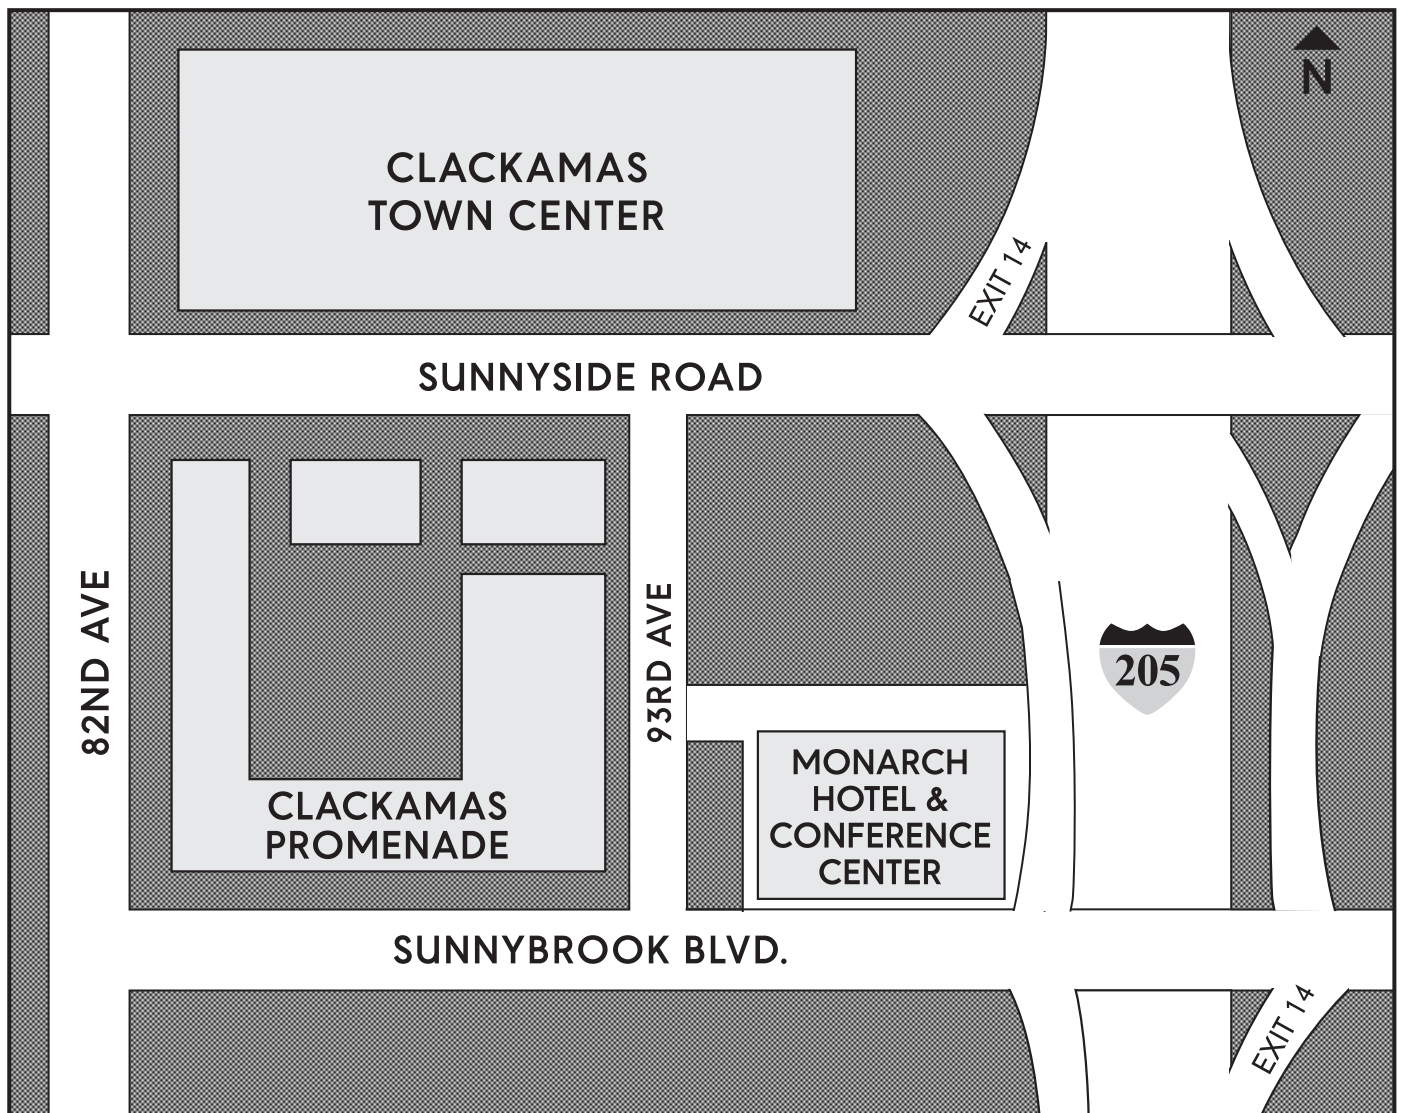 N
CLACKAMAS
TOWN CENTER
EXIT 14
SUNNYSIDE ROAD
82ND AVE
93RD AVE
205
MONARCH
HOTEL &
CONFERENCE
CENTER
CLACKAMAS
PROMENADE
SUNNYBROOK BLVD.
EXIT 14